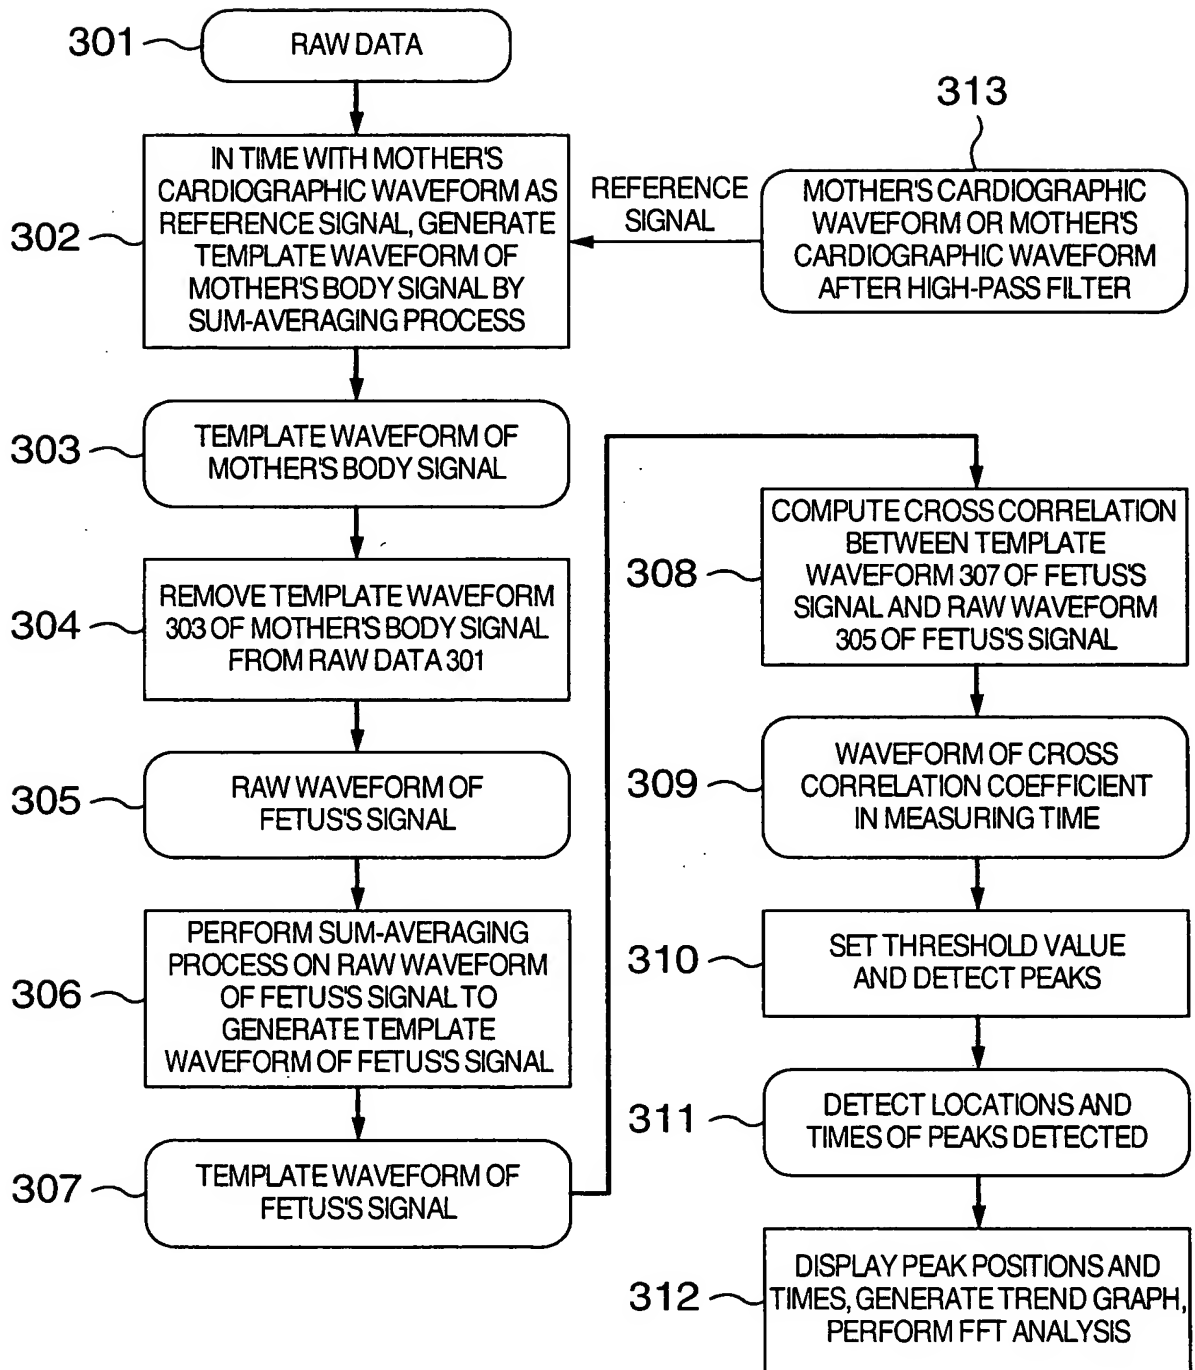 301
RAW DATA
313
302
IN TIME WITH MOTHER'S
CARDIOGRAPHIC WAVEFORM AS
REFERENCE SIGNAL, GENERATE
TEMPLATE WAVEFORM OF
MOTHER'S BODY SIGNAL BY
SUM-AVERAGING PROCESS
REFERENCE
SIGNAL
MOTHER'S CARDIOGRAPHIC
WAVEFORM OR MOTHER'S
CARDIOGRAPHIC WAVEFORM
AFTER HIGH-PASS FILTER
303
TEMPLATE WAVEFORM OF
MOTHER'S BODY SIGNAL
304
REMOVE TEMPLATE WAVEFORM
303 OF MOTHER'S BODY SIGNAL
FROM RAW DATA 301
305
RAW WAVEFORM OF
FETUS'S SIGNAL
306
PERFORM SUM-AVERAGING
PROCESS ON RAW WAVEFORM
OF FETUS'S SIGNAL TO
GENERATE TEMPLATE
WAVEFORM OF FETUS'S SIGNAL
307
TEMPLATE WAVEFORM OF
FETUS'S SIGNAL
308
COMPUTE CROSS CORRELATION
BETWEEN TEMPLATE
WAVEFORM 307 OF FETUS'S
SIGNAL AND RAW WAVEFORM
305 OF FETUS'S SIGNAL
309
WAVEFORM OF CROSS
CORRELATION COEFFICIENT
IN MEASURING TIME
310
SET THRESHOLD VALUE
AND DETECT PEAKS
311
DETECT LOCATIONS AND
TIMES OF PEAKS DETECTED
312
DISPLAY PEAK POSITIONS AND
TIMES, GENERATE TREND GRAPH,
PERFORM FFT ANALYSIS